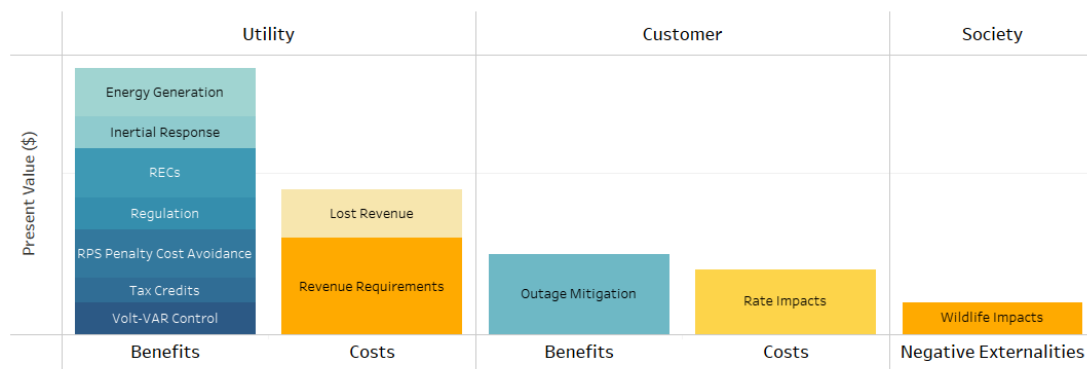 Utility
Customer
Society
Present Value ($)
Energy Generation
Inertial Response
RECs
Regulation
RPS Penalty Cost Avoidance
Tax Credits
Volt-VAR Control
Lost Revenue
Revenue Requirements
Outage Mitigation
Rate Impacts
Wildlife Impacts
Benefits
Costs
Benefits
Costs
Negative Externalities